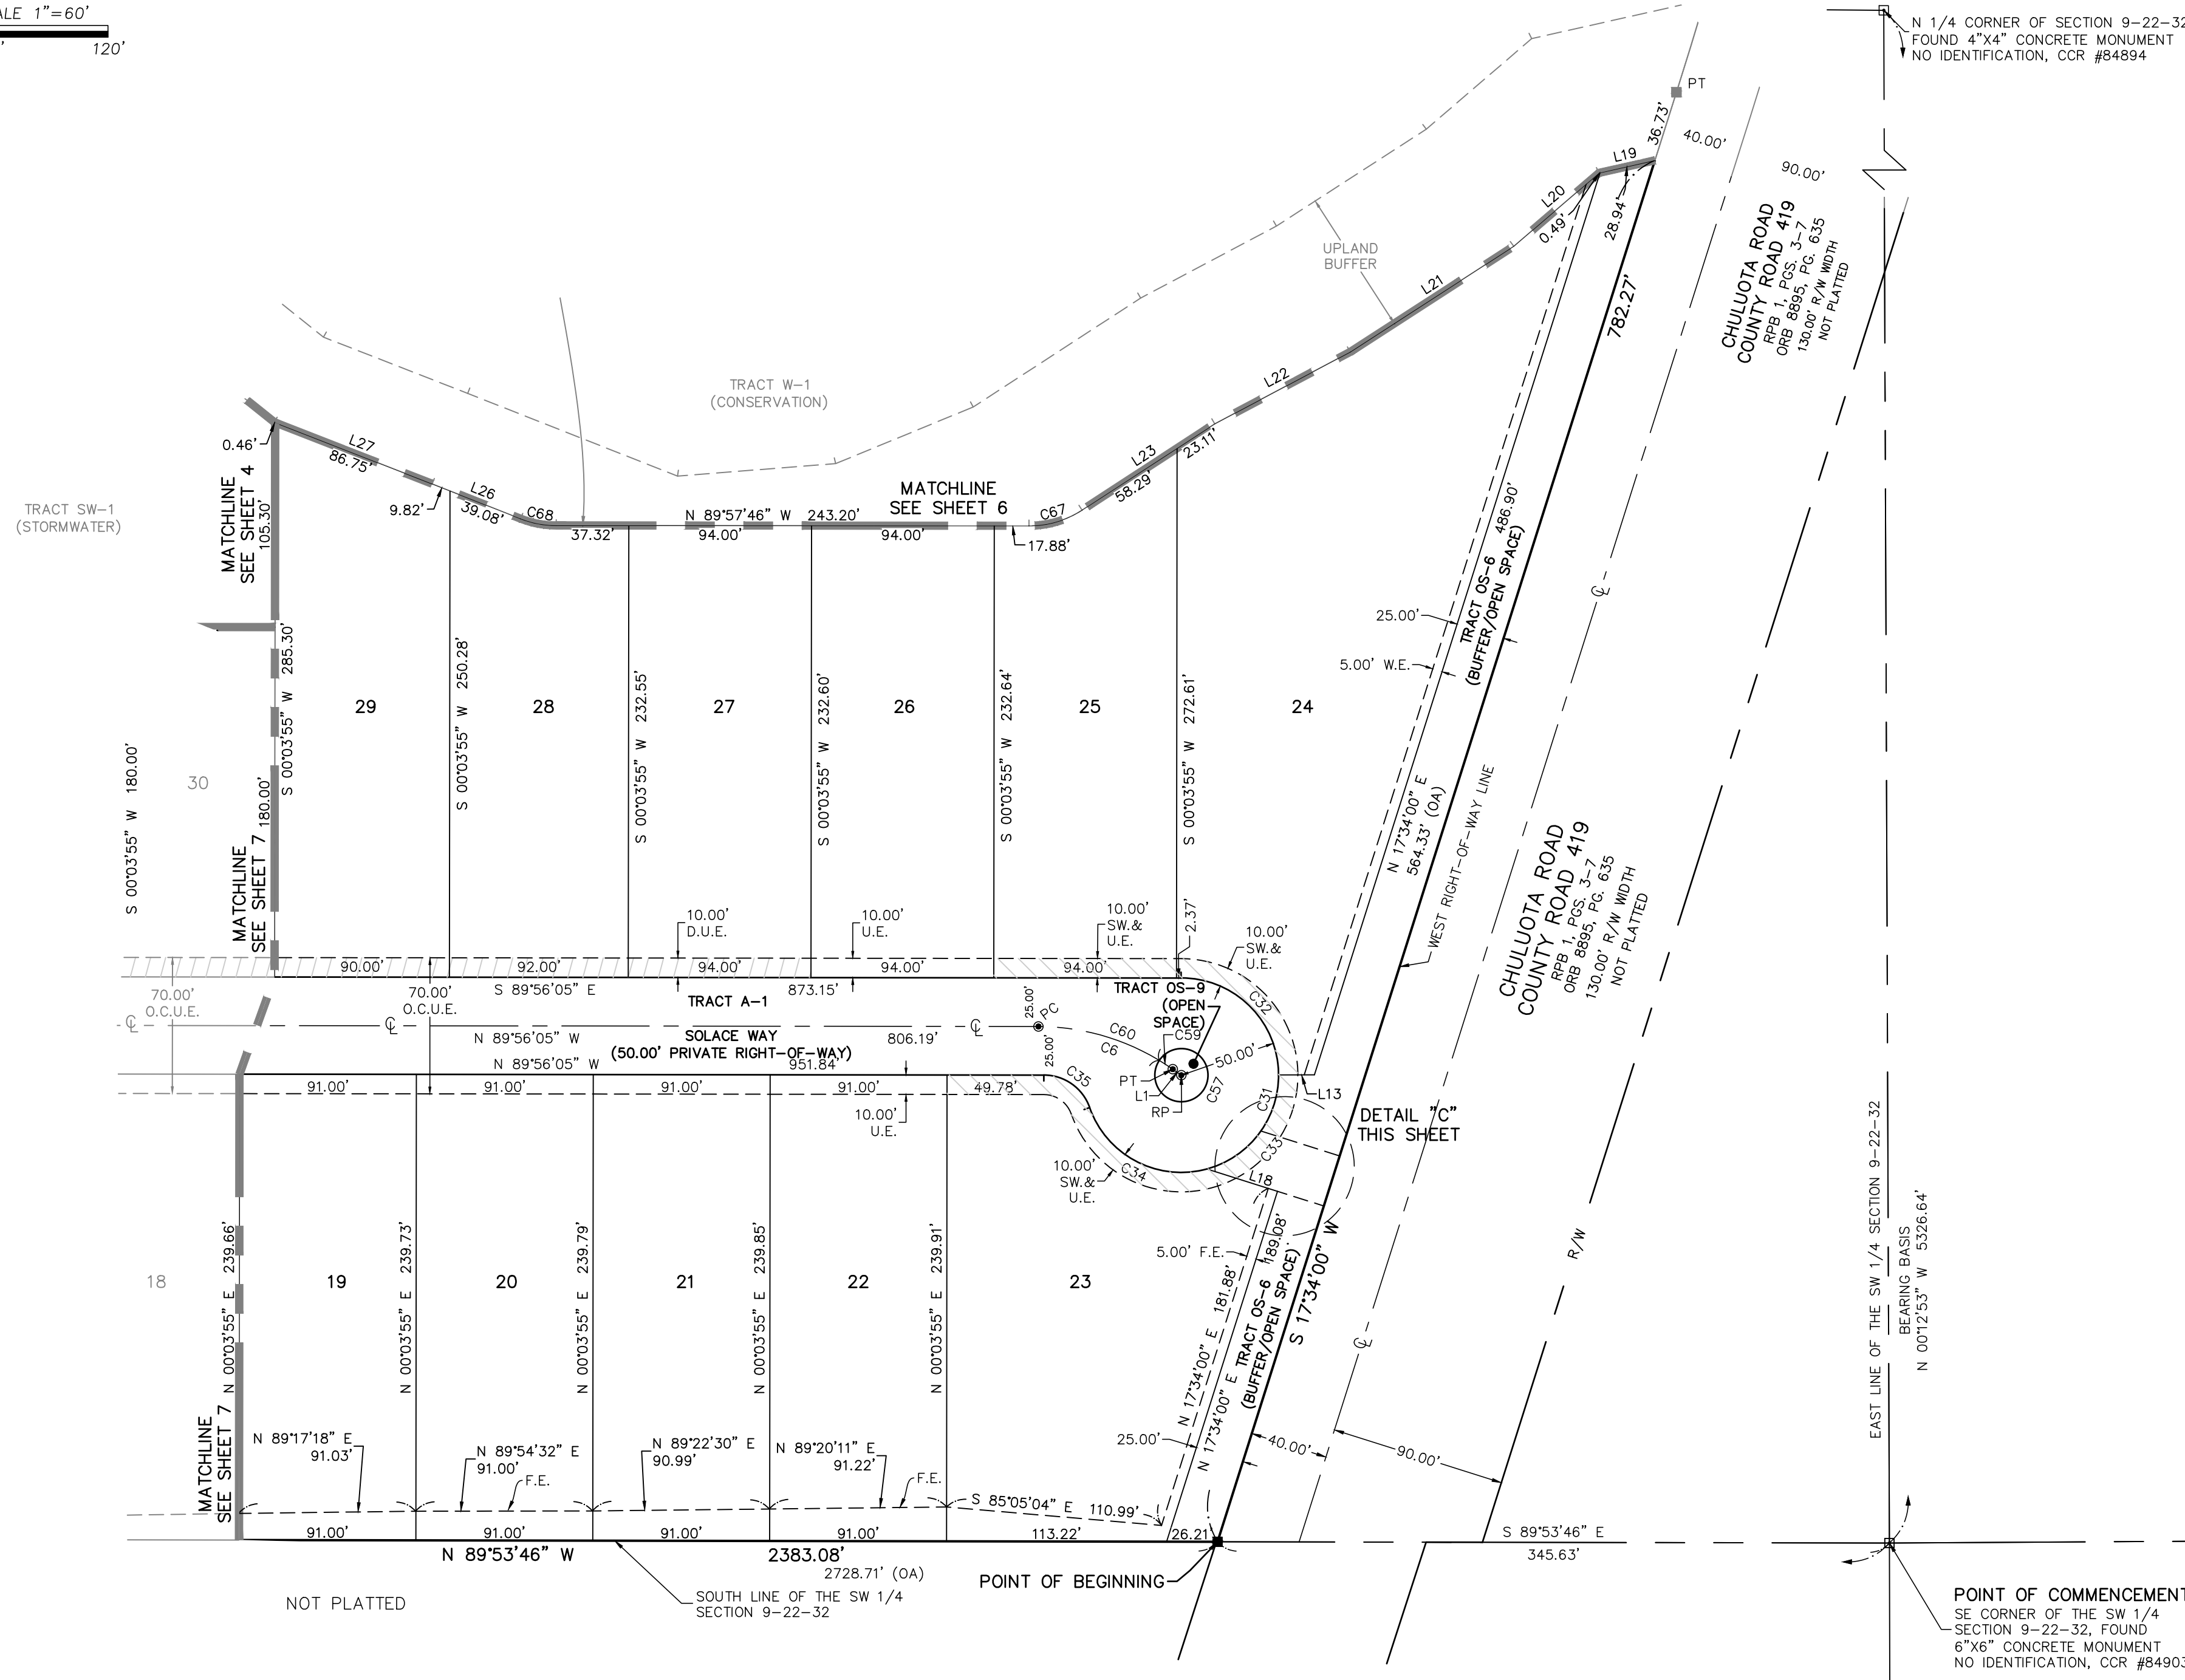 ALE 1"=60'
120'
N 1/4 CORNER OF SECTION 9-22-32
FOUND 4"X4" CONCRETE MONUMENT
NO IDENTIFICATION, CCR #84894
PT
36.73'
40.00'
90.00'
L19
L20
0.49'
28.94'
CHULUOTA ROAD
COUNTY ROAD 419
RPB 1, PGS. 3-7
ORB 8895, PG. 635
130.00' R/W WIDTH
NOT PLATTED
UPLAND
BUFFER
L21
782.27'
L22
TRACT W-1
(CONSERVATION)
0.46'
L27
86.75'
MATCHLINE
SEE SHEET 4
105.30'
TRACT SW-1
(STORMWATER)
9.82'
L26
39.08'
C68
37.32'
N 89°57'46" W 243.20'
94.00'
94.00'
MATCHLINE
SEE SHEET 6
C67
17.88'
L23
58.29'
23.11'
486.90'
TRACT OS-6
(BUFFER/OPEN SPACE)
25.00'
5.00' W.E.
S 00°03'55" W 285.30'
S 00°03'55" W 250.28'
S 00°03'55" W 232.55'
S 00°03'55" W 232.60'
S 00°03'55" W 232.64'
S 00°03'55" W 272.61'
29
28
27
26
25
24
30
S 00°03'55" W 180.00'
180.00'
MATCHLINE
SEE SHEET 7
N 17°34'00" E
564.33' (OA)
WEST RIGHT-OF-WAY LINE
CHULUOTA ROAD
COUNTY ROAD 419
RPB 1, PGS. 3-7
ORB 8895, PG. 635
130.00' R/W WIDTH
NOT PLATTED
10.00'
D.U.E.
10.00'
U.E.
10.00'
SW.&
U.E.
2.37'
10.00'
SW.&
U.E.
90.00'
92.00'
94.00'
94.00'
94.00'
70.00'
O.C.U.E.
70.00'
O.C.U.E.
S 89°56'05" E
873.15'
TRACT A-1
TRACT OS-9
(OPEN
SPACE)
C32
25.00'
PC
25.00'
CL
CL
CL
N 89°56'05" W
806.19'
SOLACE WAY
(50.00' PRIVATE RIGHT-OF-WAY)
N 89°56'05" W
951.84'
C60
C6
C59
50.00'
PT
L1
RP
C57
C31
L13
91.00'
91.00'
91.00'
91.00'
49.78'
C35
10.00'
U.E.
DETAIL "C"
THIS SHEET
C33
C34
L18
10.00'
SW.&
U.E.
18
19
20
21
22
23
MATCHLINE
SEE SHEET 7
N 00°03'55" E 239.66'
N 00°03'55" E 239.73'
N 00°03'55" E 239.79'
N 00°03'55" E 239.85'
N 00°03'55" E 239.91'
5.00' F.E.
189.08'
N 17°34'00" E 181.88'
N 17°34'00" E
TRACT OS-6
(BUFFER/OPEN SPACE)
S 17°34'00" W
25.00'
40.00'
90.00'
CL
CL
R/W
EAST LINE OF THE SW 1/4 SECTION 9-22-32
BEARING BASIS
N 00°12'53" W 5326.64'
N 89°17'18" E
91.03'
N 89°54'32" E
91.00'
F.E.
N 89°22'30" E
90.99'
N 89°20'11" E
91.22'
F.E.
S 85°05'04" E 110.99'
91.00'
91.00'
91.00'
91.00'
113.22'
26.21'
N 89°53'46" W
2383.08'
2728.71' (OA)
S 89°53'46" E
345.63'
POINT OF BEGINNING
SOUTH LINE OF THE SW 1/4
SECTION 9-22-32
NOT PLATTED
POINT OF COMMENCEMENT
SE CORNER OF THE SW 1/4
SECTION 9-22-32, FOUND
6"X6" CONCRETE MONUMENT
NO IDENTIFICATION, CCR #84903